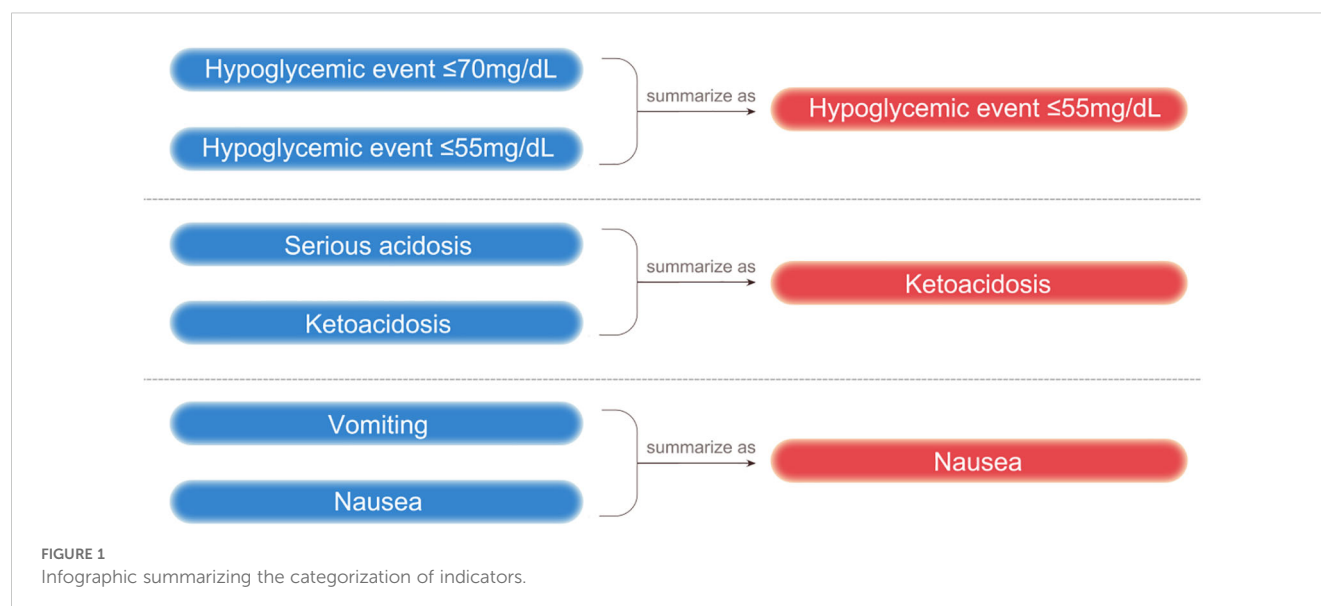 Hypoglycemic event ≤70mg/dL
summarize as
Hypoglycemic event ≤55mg/dL
Hypoglycemic event ≤55mg/dL
Serious acidosis
summarize as
Ketoacidosis
Ketoacidosis
Vomiting
summarize as
Nausea
Nausea
FIGURE 1
Infographic summarizing the categorization of indicators.